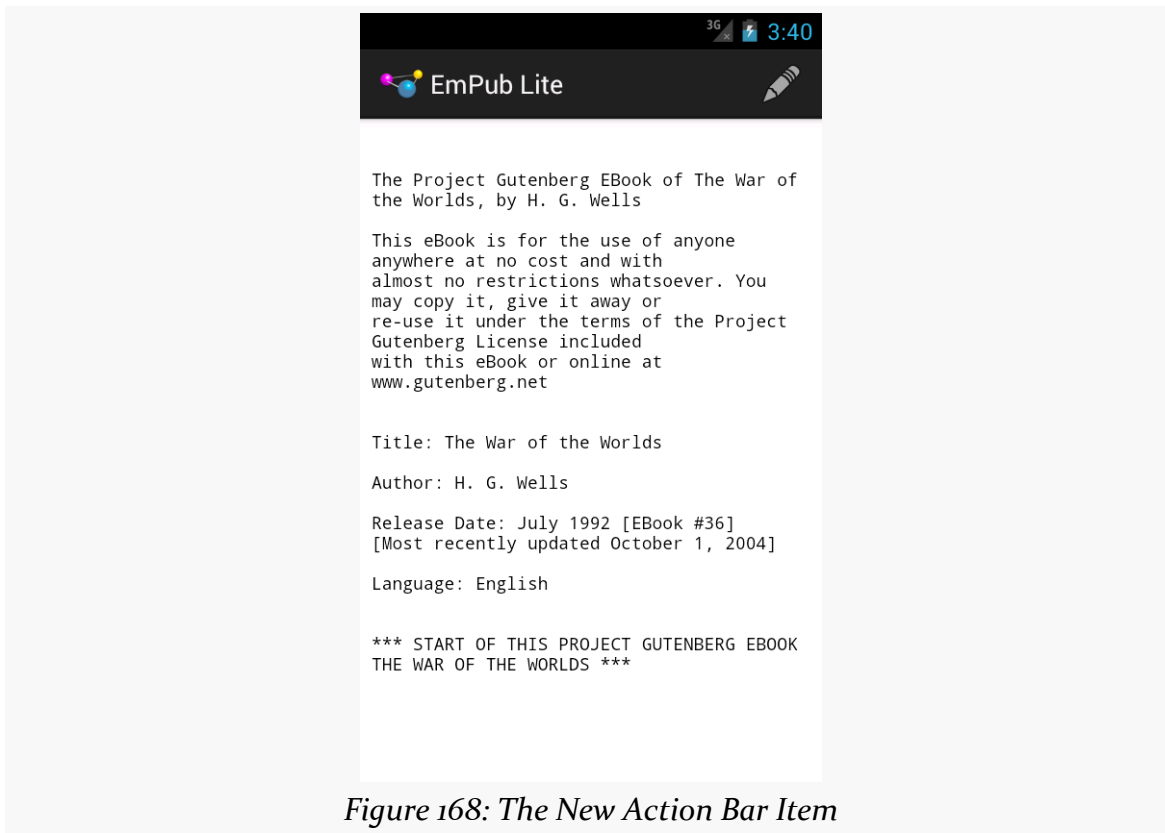 3G
3:40
EmPub Lite
The Project Gutenberg EBook of The War of
the Worlds, by H. G. Wells
This eBook is for the use of anyone
anywhere at no cost and with
almost no restrictions whatsoever. You
may copy it, give it away or
re-use it under the terms of the Project
Gutenberg License included
with this eBook or online at
www.gutenberg.net
Title: The War of the Worlds
Author: H. G. Wells
Release Date: July 1992 [EBook #36]
[Most recently updated October 1, 2004]
Language: English
*** START OF THIS PROJECT GUTENBERG EBOOK
THE WAR OF THE WORLDS ***
Figure 168: The New Action Bar Item